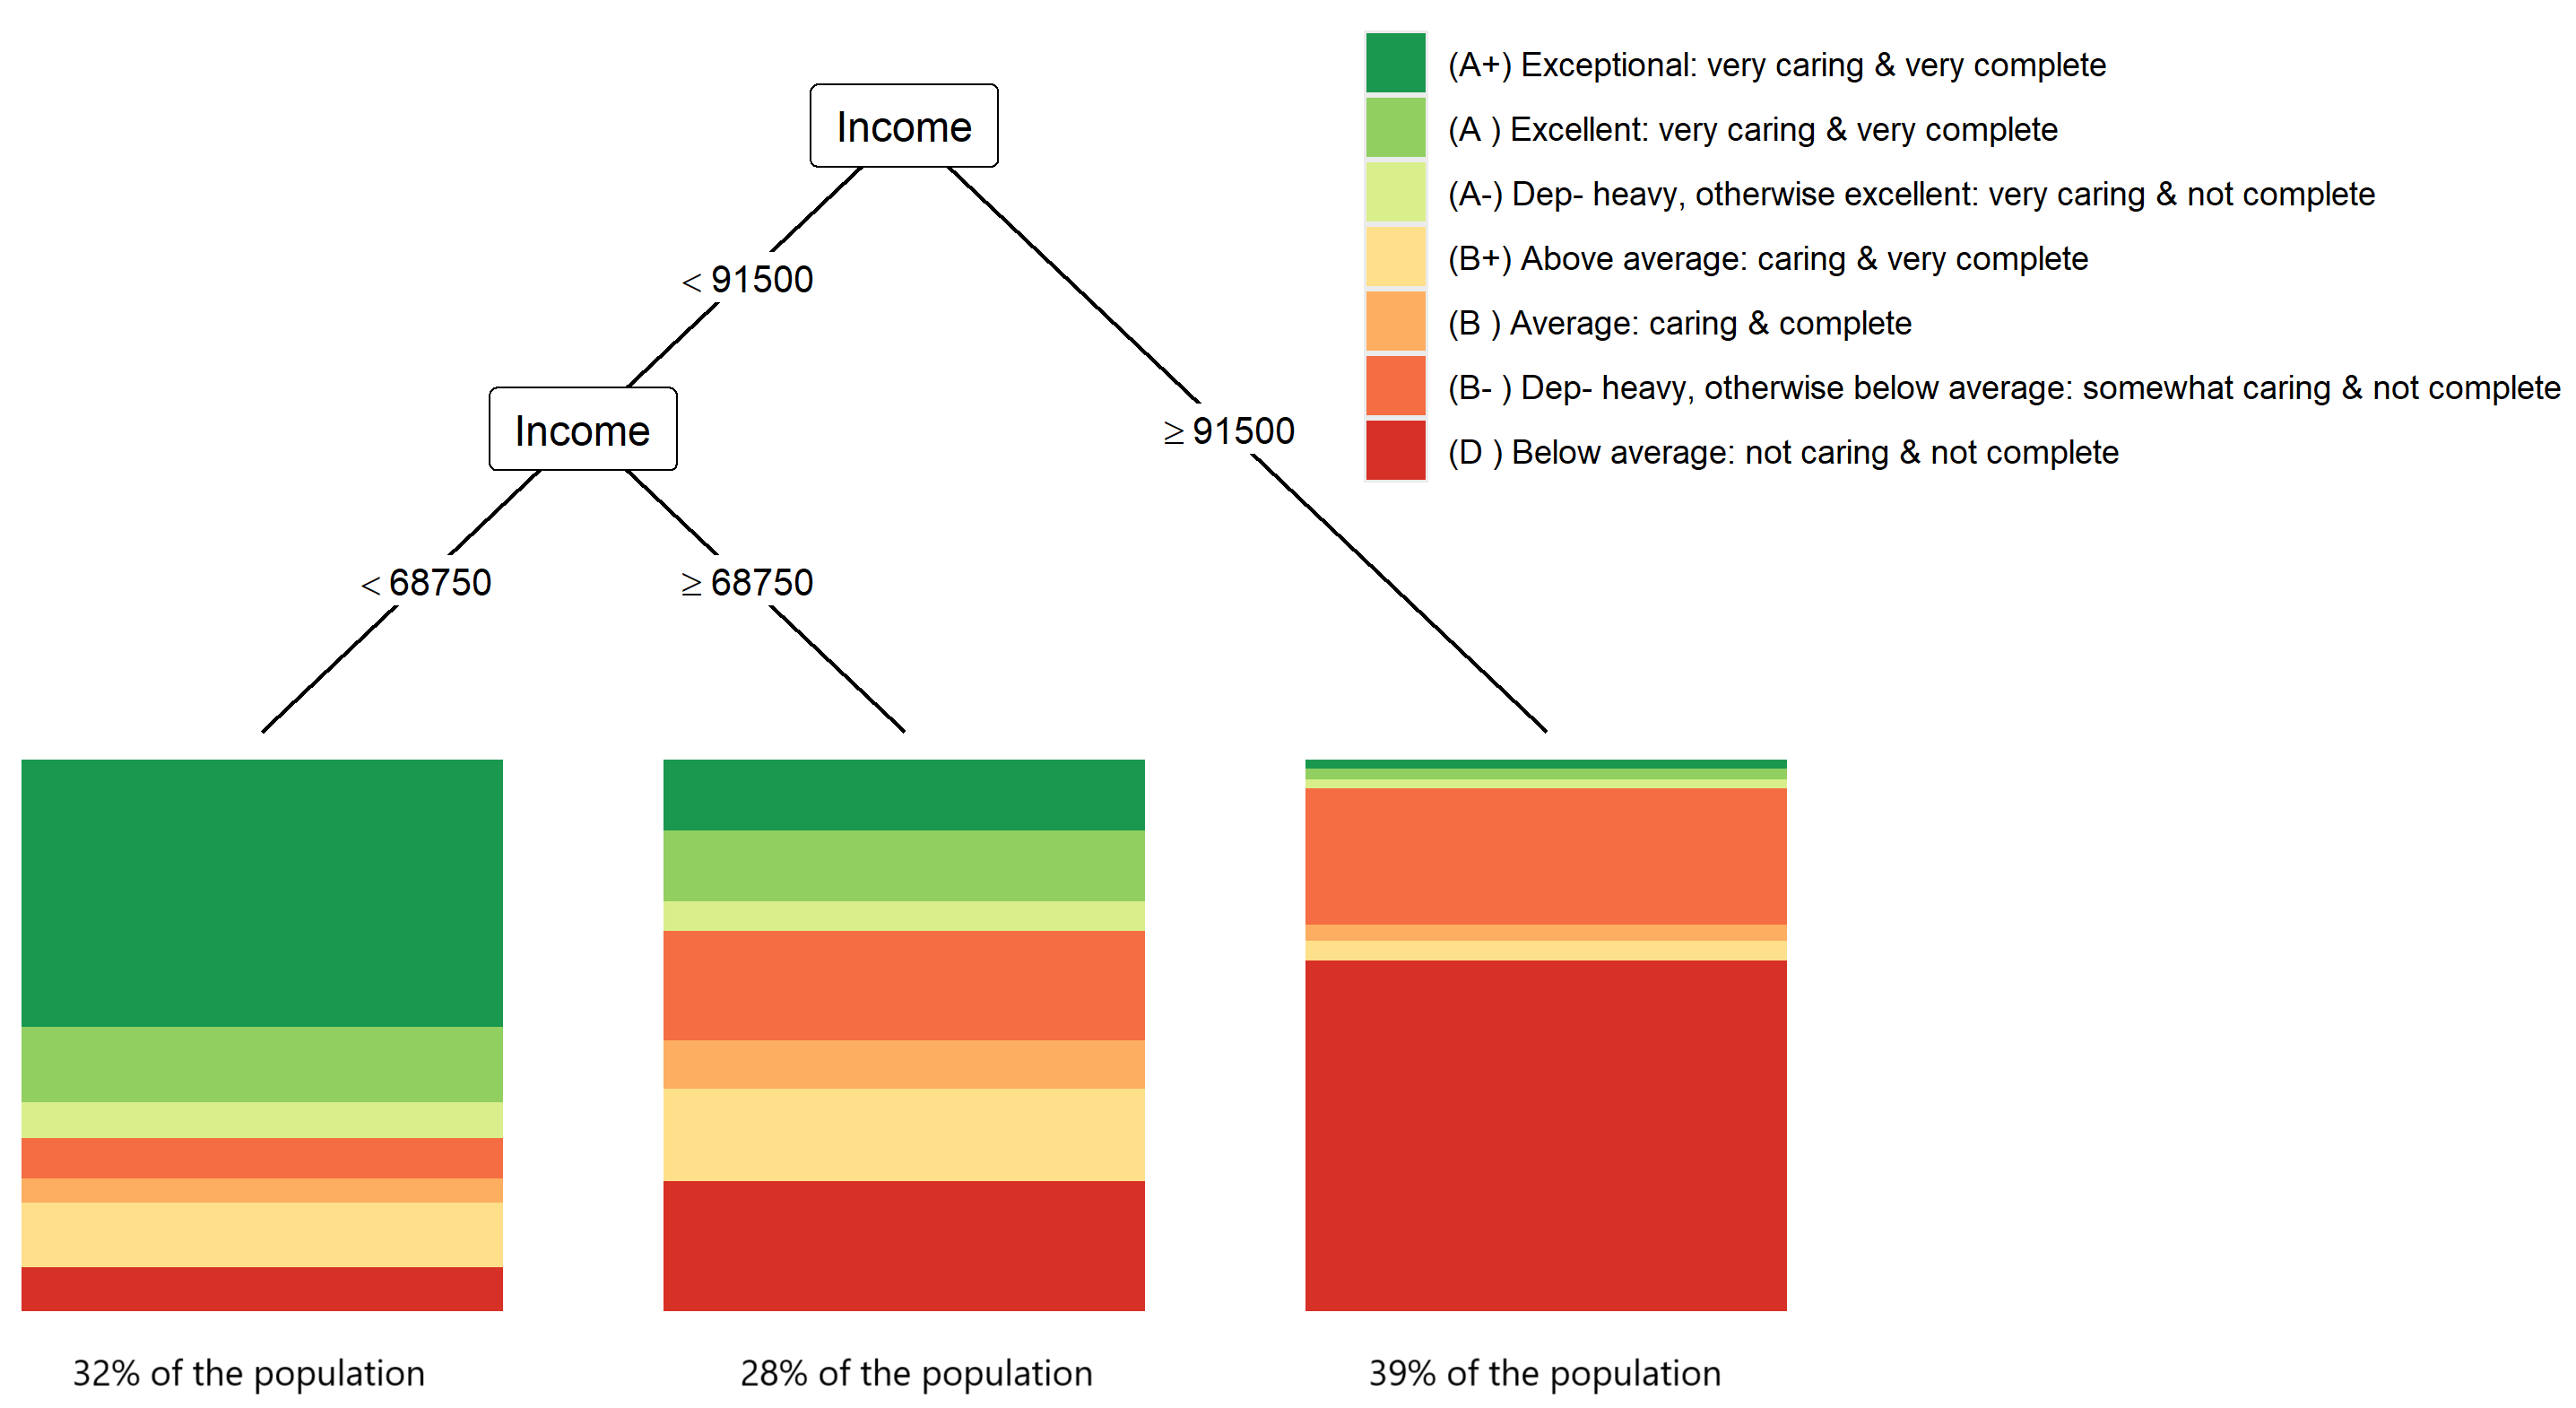 (A+) Exceptional: very caring & very complete
(A ) Excellent: very caring & very complete
(A-) Dep- heavy, otherwise excellent: very caring & not complete
(B+) Above average: caring & very complete
(B ) Average: caring & complete
(B- ) Dep- heavy, otherwise below average: somewhat caring & not complete
(D ) Below average: not caring & not complete
Income
< 91500
≥ 91500
Income
< 68750
≥ 68750
32% of the population
28% of the population
39% of the population